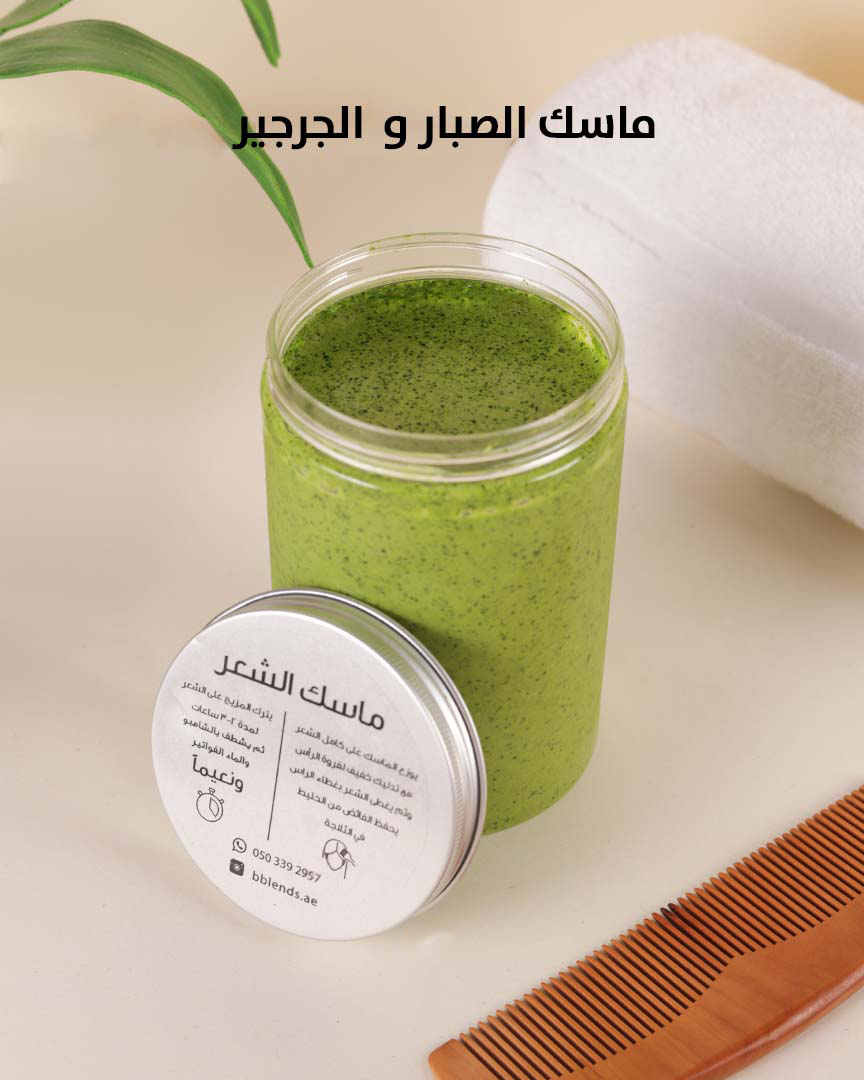 ماسك الصبار و الجرجير
ماسك الشعر
يوزع الماسك على كامل الشعر
مع تدليك خفيف لفروة الرأس
وثم يغطى الشعر بغطاء الراس
يحفظ الفائض من الخليط
في الثلاجة
يترك المزيج على الشعر
لمدة ٢-٣ ساعات
ثم يشطف بالشامبو
والماء الفواتير
ونعيماً
050 339 2957
bblends.ae